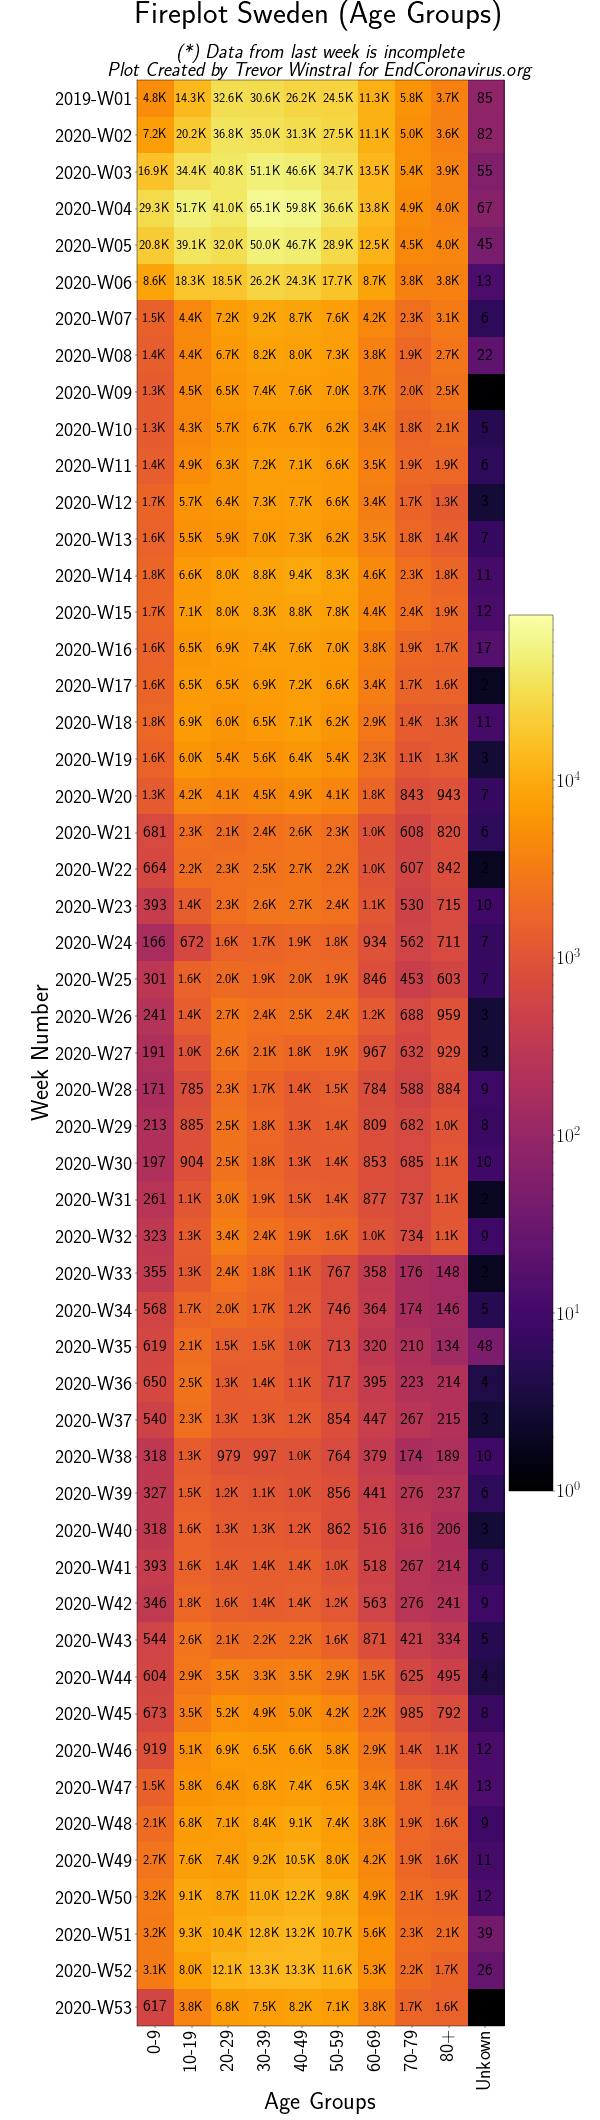 Fireplot Sweden (Age Groups)
(*) Data from last week is incomplete
Plot Created by Trevor Winstral for EndCoronavirus.org
2019-W01 4.8K 14.3K 32.6K 30.6K 26.2K 24.5K 11.3K 5.8K 3.7K 85
2020-W02 7.2K 20.2K 36.8K 35.0K 31.3K 27.5K 11.1K 5.0K 3.6K 82
2020-W03 16.9K 34.4K 40.8K 51.1K 46.6K 34.7K 13.5K 5.4K 3.9K 55
2020-W04 29.3K 51.7K 41.0K 65.1K 59.8K 36.6K 13.8K 4.9K 4.0K 67
2020-W05 20.8K 39.1K 32.0K 50.0K 46.7K 28.9K 12.5K 4.5K 4.0K 45
2020-W06 8.6K 18.3K 18.5K 26.2K 24.3K 17.7K 8.7K 3.8K 3.8K 13
2020-W07 1.5K 4.4K 7.2K 9.2K 8.7K 7.6K 4.2K 2.3K 3.1K 6
2020-W08 1.4K 4.4K 6.7K 8.2K 8.0K 7.3K 3.8K 1.9K 2.7K 22
2020-W09 1.3K 4.5K 6.5K 7.4K 7.6K 7.0K 3.7K 2.0K 2.5K
2020-W10 1.3K 4.3K 5.7K 6.7K 6.7K 6.2K 3.4K 1.8K 2.1K 5
2020-W11 1.4K 4.9K 6.3K 7.2K 7.1K 6.6K 3.5K 1.9K 1.9K 6
2020-W12 1.7K 5.7K 6.4K 7.3K 7.7K 6.6K 3.4K 1.7K 1.3K 3
2020-W13 1.6K 5.5K 5.9K 7.0K 7.3K 6.2K 3.5K 1.8K 1.4K 7
2020-W14 1.8K 6.6K 8.0K 8.8K 9.4K 8.3K 4.6K 2.3K 1.8K 11
2020-W15 1.7K 7.1K 8.0K 8.3K 8.8K 7.8K 4.4K 2.4K 1.9K 12
2020-W16 1.6K 6.5K 6.9K 7.4K 7.6K 7.0K 3.8K 1.9K 1.7K 17
2020-W17 1.6K 6.5K 6.5K 6.9K 7.2K 6.6K 3.4K 1.7K 1.6K 2
2020-W18 1.8K 6.9K 6.0K 6.5K 7.1K 6.2K 2.9K 1.4K 1.3K 11
2020-W19 1.6K 6.0K 5.4K 5.6K 6.4K 5.4K 2.3K 1.1K 1.3K 3
2020-W20 1.3K 4.2K 4.1K 4.5K 4.9K 4.1K 1.8K 843 943 7
2020-W21 681 2.3K 2.1K 2.4K 2.6K 2.3K 1.0K 608 820 6
2020-W22 664 2.2K 2.3K 2.5K 2.7K 2.2K 1.0K 607 842 2
2020-W23 393 1.4K 2.3K 2.6K 2.7K 2.4K 1.1K 530 715 10
2020-W24 166 672 1.6K 1.7K 1.9K 1.8K 934 562 711 7
2020-W25 301 1.6K 2.0K 1.9K 2.0K 1.9K 846 453 603 7
2020-W26 241 1.4K 2.7K 2.4K 2.5K 2.4K 1.2K 688 959 3
2020-W27 191 1.0K 2.6K 2.1K 1.8K 1.9K 967 632 929 3
2020-W28 171 785 2.3K 1.7K 1.4K 1.5K 784 588 884 9
2020-W29 213 885 2.5K 1.8K 1.3K 1.4K 809 682 1.0K 8
2020-W30 197 904 2.5K 1.8K 1.3K 1.4K 853 685 1.1K 10
2020-W31 261 1.1K 3.0K 1.9K 1.5K 1.4K 877 737 1.1K 2
2020-W32 323 1.3K 3.4K 2.4K 1.9K 1.6K 1.0K 734 1.1K 9
2020-W33 355 1.3K 2.4K 1.8K 1.1K 767 358 176 148 2
2020-W34 568 1.7K 2.0K 1.7K 1.2K 746 364 174 146 5
2020-W35 619 2.1K 1.5K 1.5K 1.0K 713 320 210 134 48
2020-W36 650 2.5K 1.3K 1.4K 1.1K 717 395 223 214 4
2020-W37 540 2.3K 1.3K 1.3K 1.2K 854 447 267 215 3
2020-W38 318 1.3K 979 997 1.0K 764 379 174 189 10
2020-W39 327 1.5K 1.2K 1.1K 1.0K 856 441 276 237 6
2020-W40 318 1.6K 1.3K 1.3K 1.2K 862 516 316 206 3
2020-W41 393 1.6K 1.4K 1.4K 1.4K 1.0K 518 267 214 6
2020-W42 346 1.8K 1.6K 1.4K 1.4K 1.2K 563 276 241 9
2020-W43 544 2.6K 2.1K 2.2K 2.2K 1.6K 871 421 334 5
2020-W44 604 2.9K 3.5K 3.3K 3.5K 2.9K 1.5K 625 495 4
2020-W45 673 3.5K 5.2K 4.9K 5.0K 4.2K 2.2K 985 792 8
2020-W46 919 5.1K 6.9K 6.5K 6.6K 5.8K 2.9K 1.4K 1.1K 12
2020-W47 1.5K 5.8K 6.4K 6.8K 7.4K 6.5K 3.4K 1.8K 1.4K 13
2020-W48 2.1K 6.8K 7.1K 8.4K 9.1K 7.4K 3.8K 1.9K 1.6K 9
2020-W49 2.7K 7.6K 7.4K 9.2K 10.5K 8.0K 4.2K 1.9K 1.6K 11
2020-W50 3.2K 9.1K 8.7K 11.0K 12.2K 9.8K 4.9K 2.1K 1.9K 12
2020-W51 3.2K 9.3K 10.4K 12.8K 13.2K 10.7K 5.6K 2.3K 2.1K 39
2020-W52 3.1K 8.0K 12.1K 13.3K 13.3K 11.6K 5.3K 2.2K 1.7K 26
2020-W53 617 3.8K 6.8K 7.5K 8.2K 7.1K 3.8K 1.7K 1.6K
0-9 10-19 20-29 30-39 40-49 50-59 60-69 70-79 80+ Unkown
Age Groups
Week Number
10⁴
10³
10²
10¹
10⁰